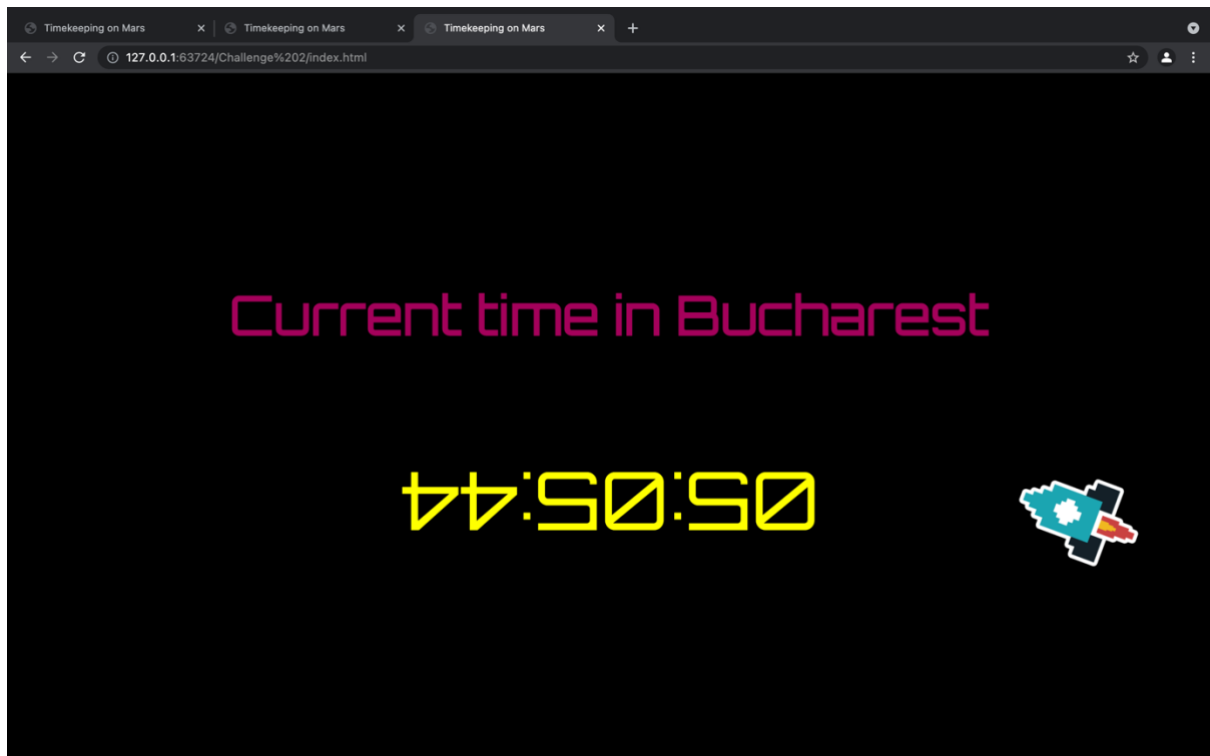 Timekeeping on Mars
Timekeeping on Mars
Timekeeping on Mars
127.0.0.1:63724/Challenge%202/index.html
Current time in Bucharest
05:05:44